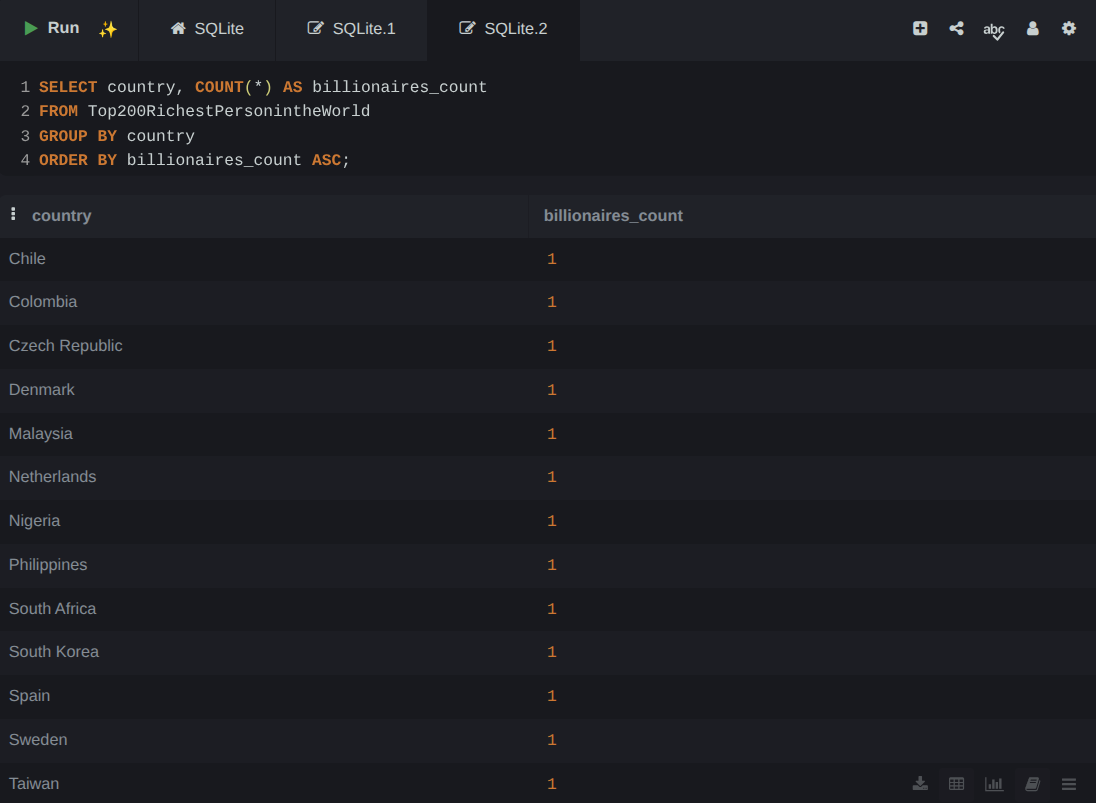 Run SQLite SQLite.1 SQLite.2 abc
1 SELECT country, COUNT(*) AS billionaires_count
2 FROM Top200RichestPersonintheWorld
3 GROUP BY country
4 ORDER BY billionaires_count ASC;
country billionaires_count
Chile 1
Colombia 1
Czech Republic 1
Denmark 1
Malaysia 1
Netherlands 1
Nigeria 1
Philippines 1
South Africa 1
South Korea 1
Spain 1
Sweden 1
Taiwan 1